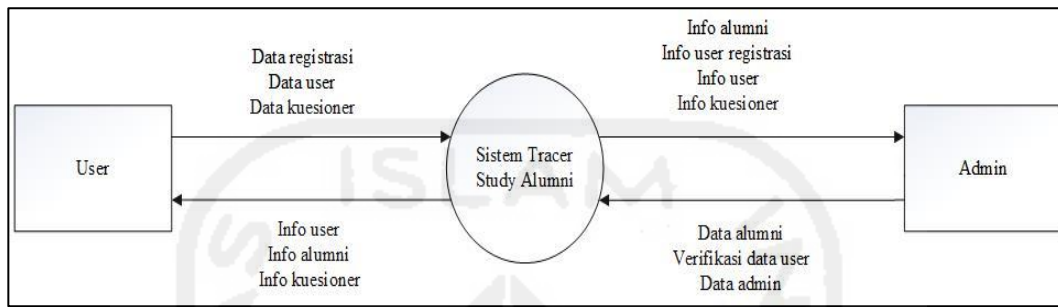 Data registrasi
Data user
Data kuesioner
Info alumni
Info user registrasi
Info user
Info kuesioner
User
Sistem Tracer
Study Alumni
Admin
Info user
Info alumni
Info kuesioner
Data alumni
Verifikasi data user
Data admin
ISLAM